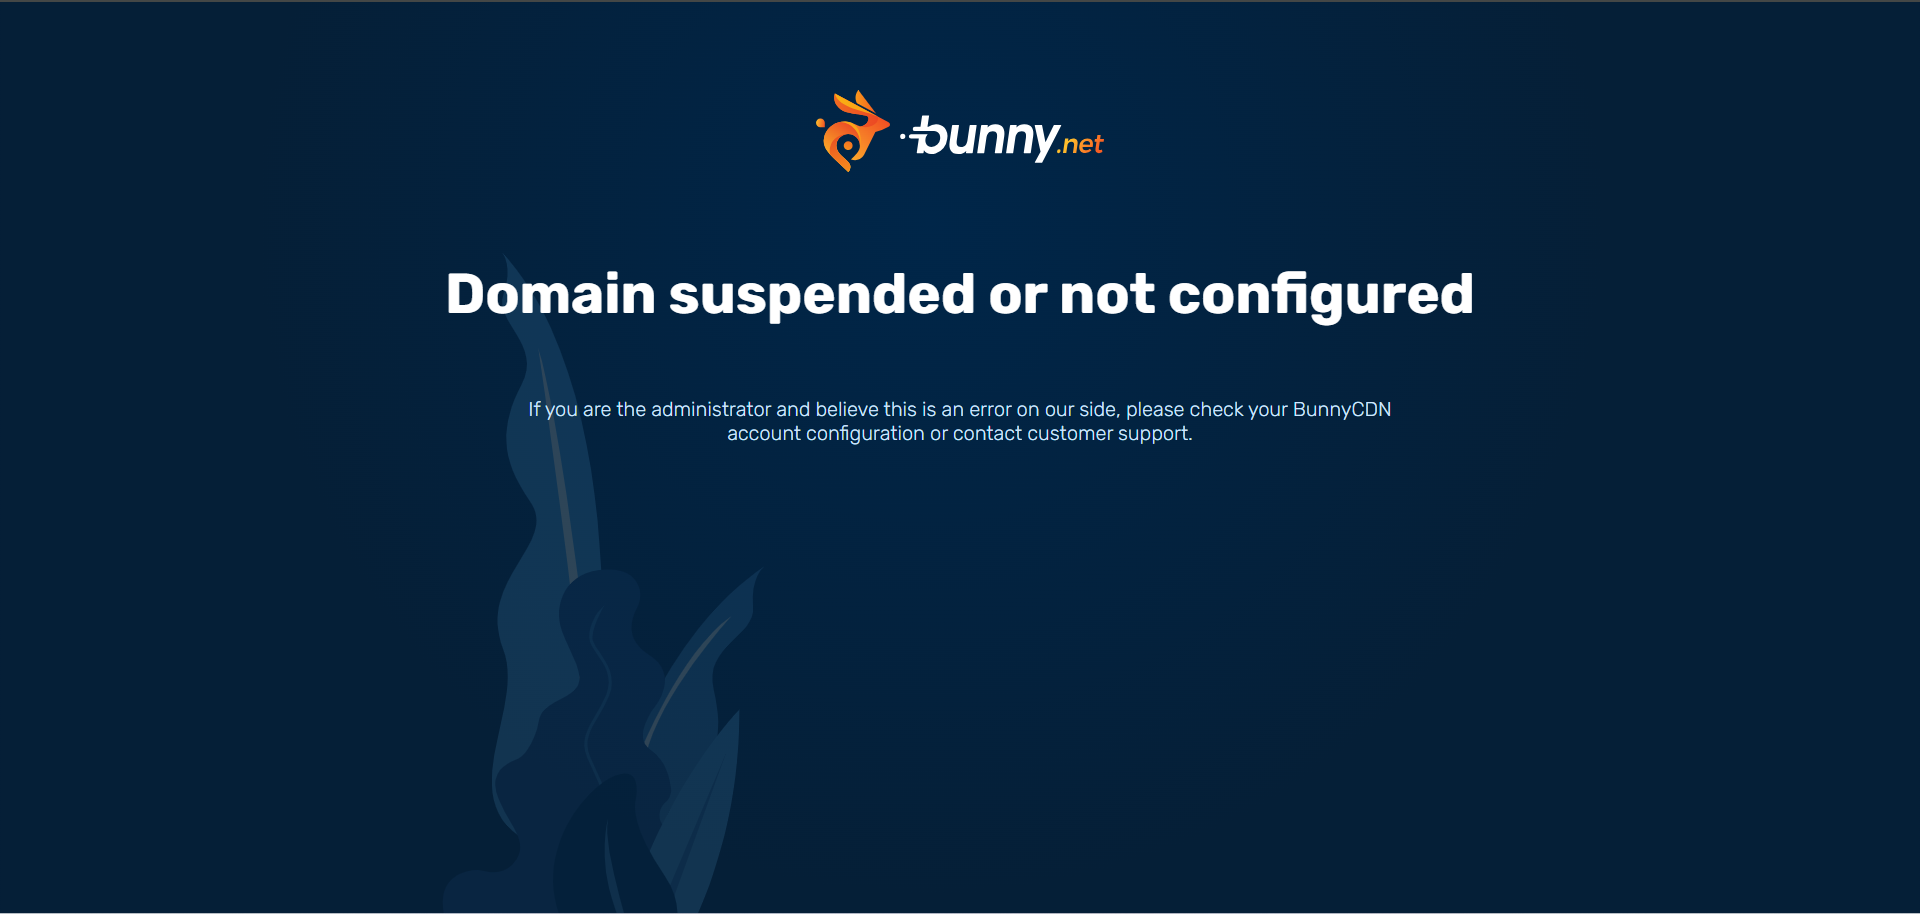 bunny.net
Domain suspended or not configured
If you are the administrator and believe this is an error on our side, please check your BunnyCDN
account configuration or contact customer support.